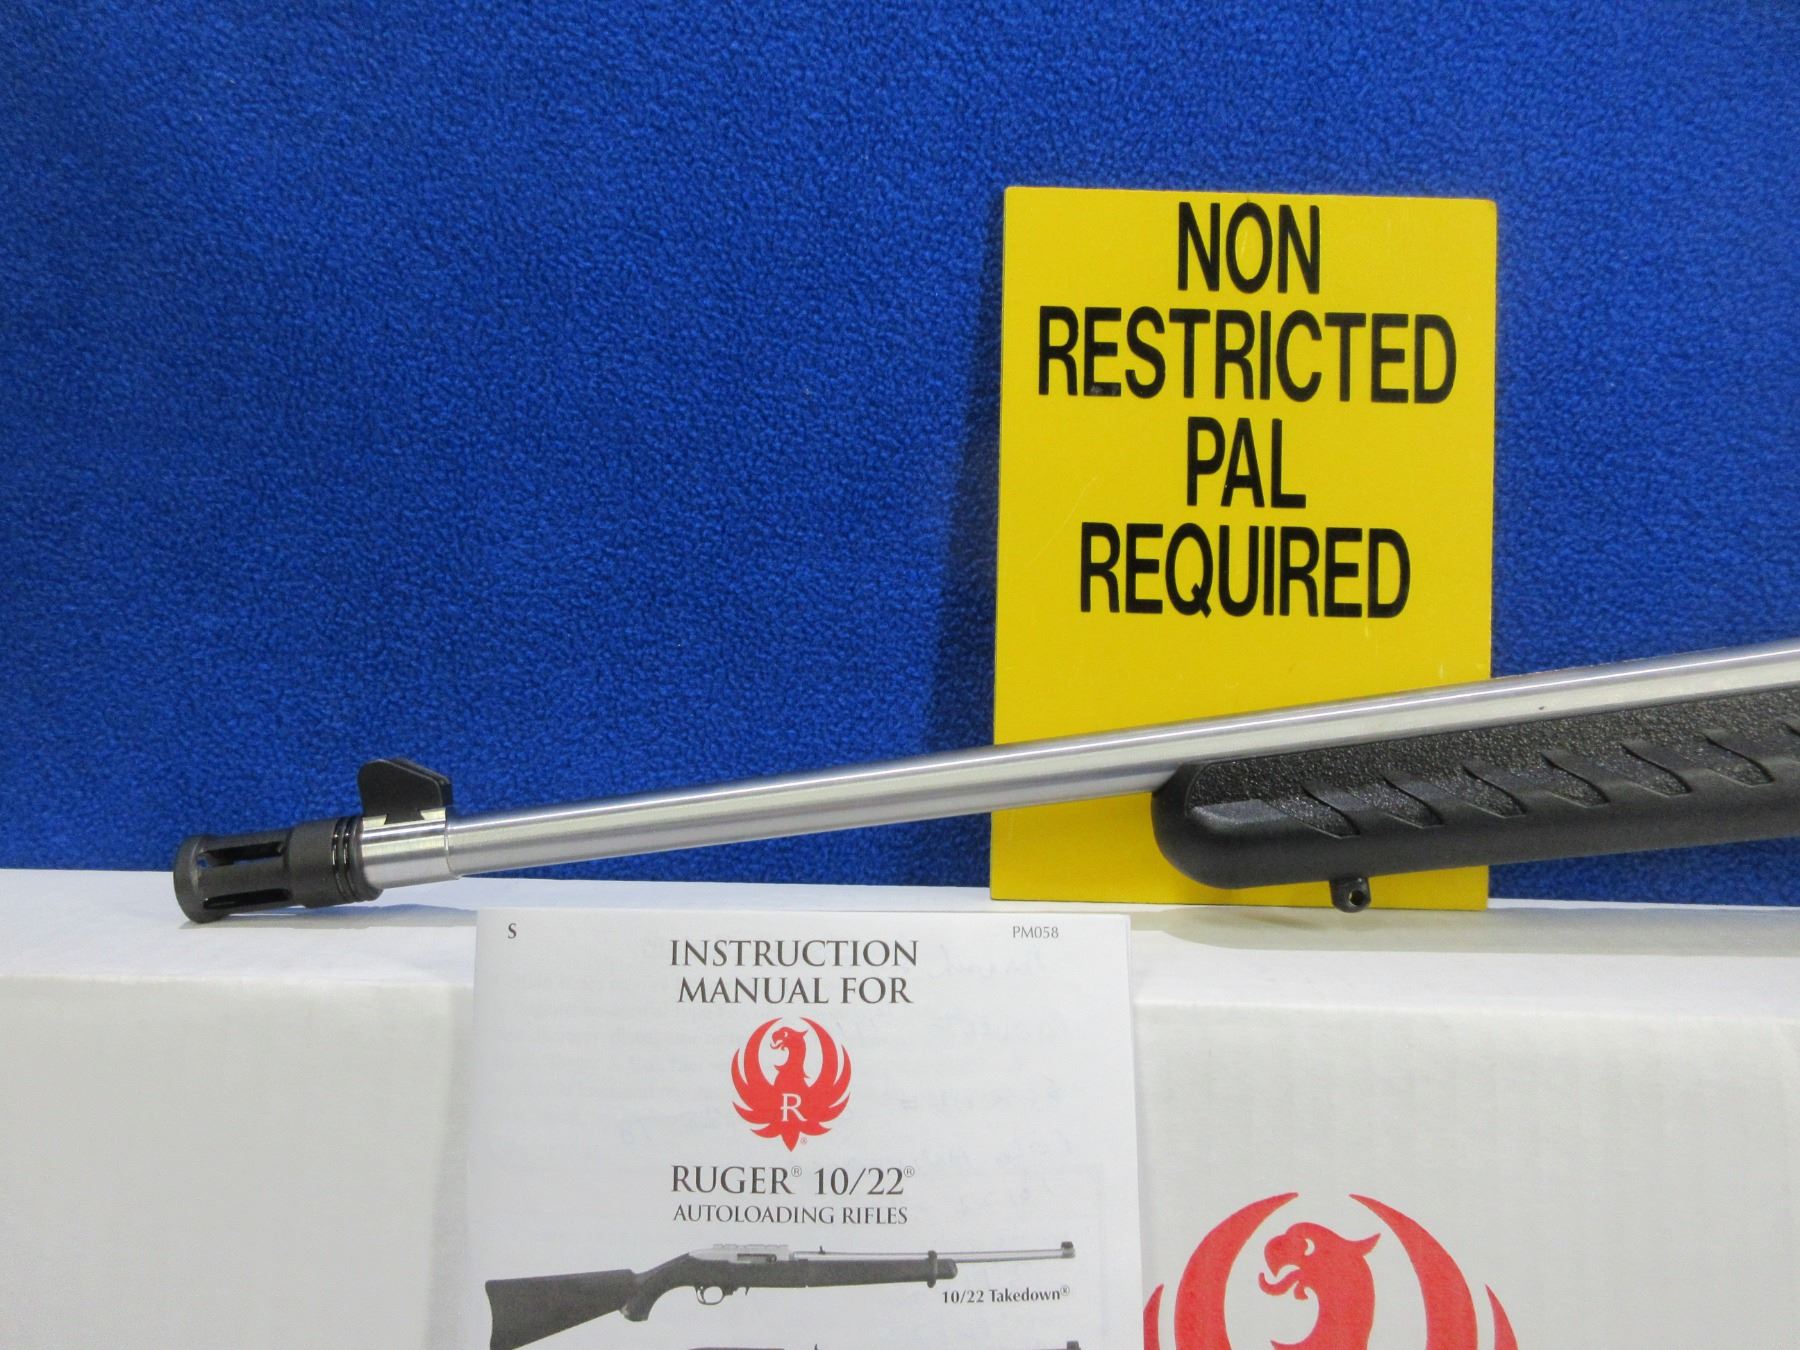 NON
RESTRICTED
PAL
REQUIRED
S
PM058
INSTRUCTION
MANUAL FOR
R
®
RUGER® 10/22®
AUTOLOADING RIFLES
10/22 Takedown®